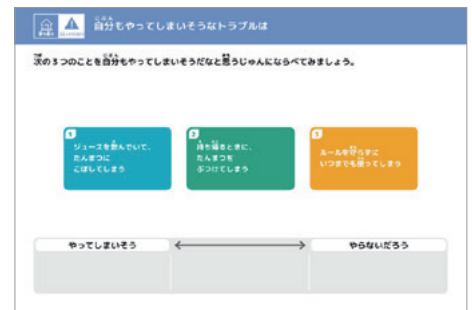 自分もやってしまいそうなトラブルは
次の3つのことを自分もやってしまいそうだなと思うじゅんにならべてみましょう。
1
ジュースを飲んでいて、
たんまつに
こぼしてしまう
2
持ち帰るときに、
たんまつを
ぶつけてしまう
3
ルールを守らずに
いつまでも使ってしまう
やってしまいそう
やらないだろう